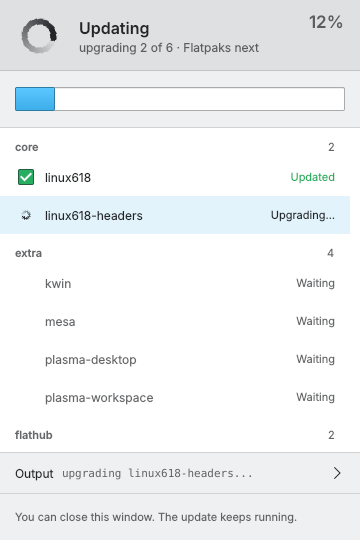 Updating
12%
upgrading 2 of 6 · Flatpaks next
core 2
linux618 Updated
linux618-headers Upgrading...
extra 4
kwin Waiting
mesa Waiting
plasma-desktop Waiting
plasma-workspace Waiting
flathub 2
Output upgrading linux618-headers...
You can close this window. The update keeps running.